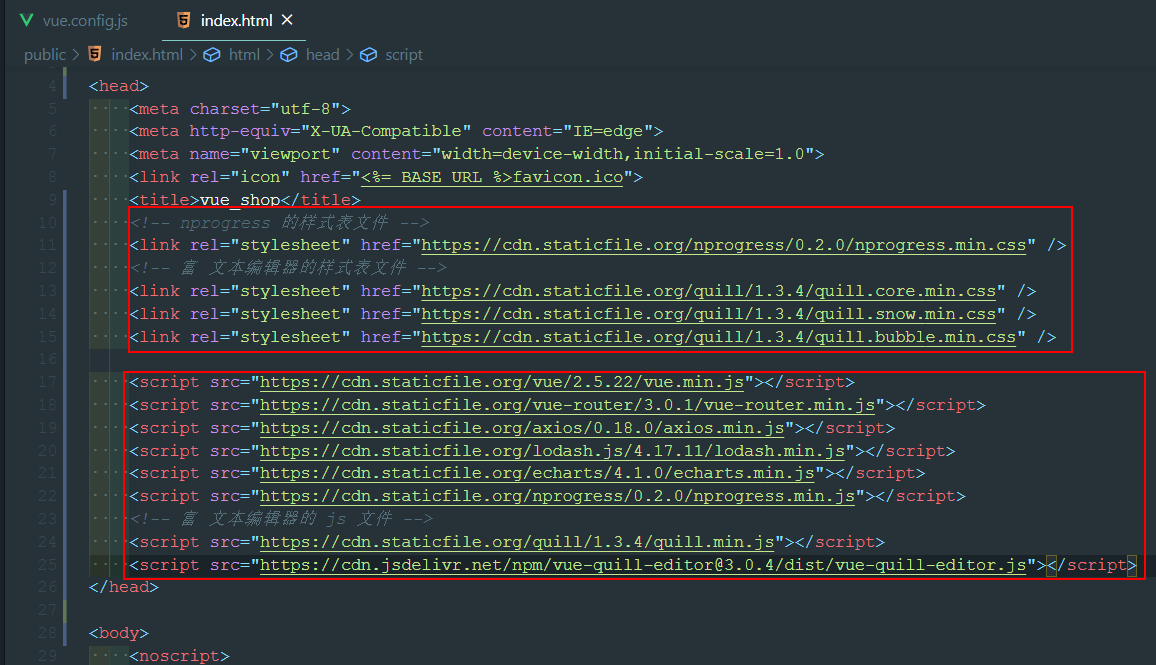 vue.config.js
index.html ×
public > index.html > html > head > script
4 <head>
5 <meta charset="utf-8">
6 <meta http-equiv="X-UA-Compatible" content="IE=edge">
7 <meta name="viewport" content="width=device-width,initial-scale=1.0">
8 <link rel="icon" href="<%= BASE_URL %>favicon.ico">
9 <title>vue_shop</title>
10 <!-- nprogress 的样式表文件 -->
11 <link rel="stylesheet" href="https://cdn.staticfile.org/nprogress/0.2.0/nprogress.min.css" />
12 <!-- 富 文本编辑器的样式表文件 -->
13 <link rel="stylesheet" href="https://cdn.staticfile.org/quill/1.3.4/quill.core.min.css" />
14 <link rel="stylesheet" href="https://cdn.staticfile.org/quill/1.3.4/quill.snow.min.css" />
15 <link rel="stylesheet" href="https://cdn.staticfile.org/quill/1.3.4/quill.bubble.min.css" />
16
17 <script src="https://cdn.staticfile.org/vue/2.5.22/vue.min.js"></script>
18 <script src="https://cdn.staticfile.org/vue-router/3.0.1/vue-router.min.js"></script>
19 <script src="https://cdn.staticfile.org/axios/0.18.0/axios.min.js"></script>
20 <script src="https://cdn.staticfile.org/lodash.js/4.17.11/lodash.min.js"></script>
21 <script src="https://cdn.staticfile.org/echarts/4.1.0/echarts.min.js"></script>
22 <script src="https://cdn.staticfile.org/nprogress/0.2.0/nprogress.min.js"></script>
23 <!-- 富 文本编辑器的 js 文件 -->
24 <script src="https://cdn.staticfile.org/quill/1.3.4/quill.min.js"></script>
25 <script src="https://cdn.jsdelivr.net/npm/vue-quill-editor@3.0.4/dist/vue-quill-editor.js"></script>
26 </head>
27
28 <body>
29 <noscript>